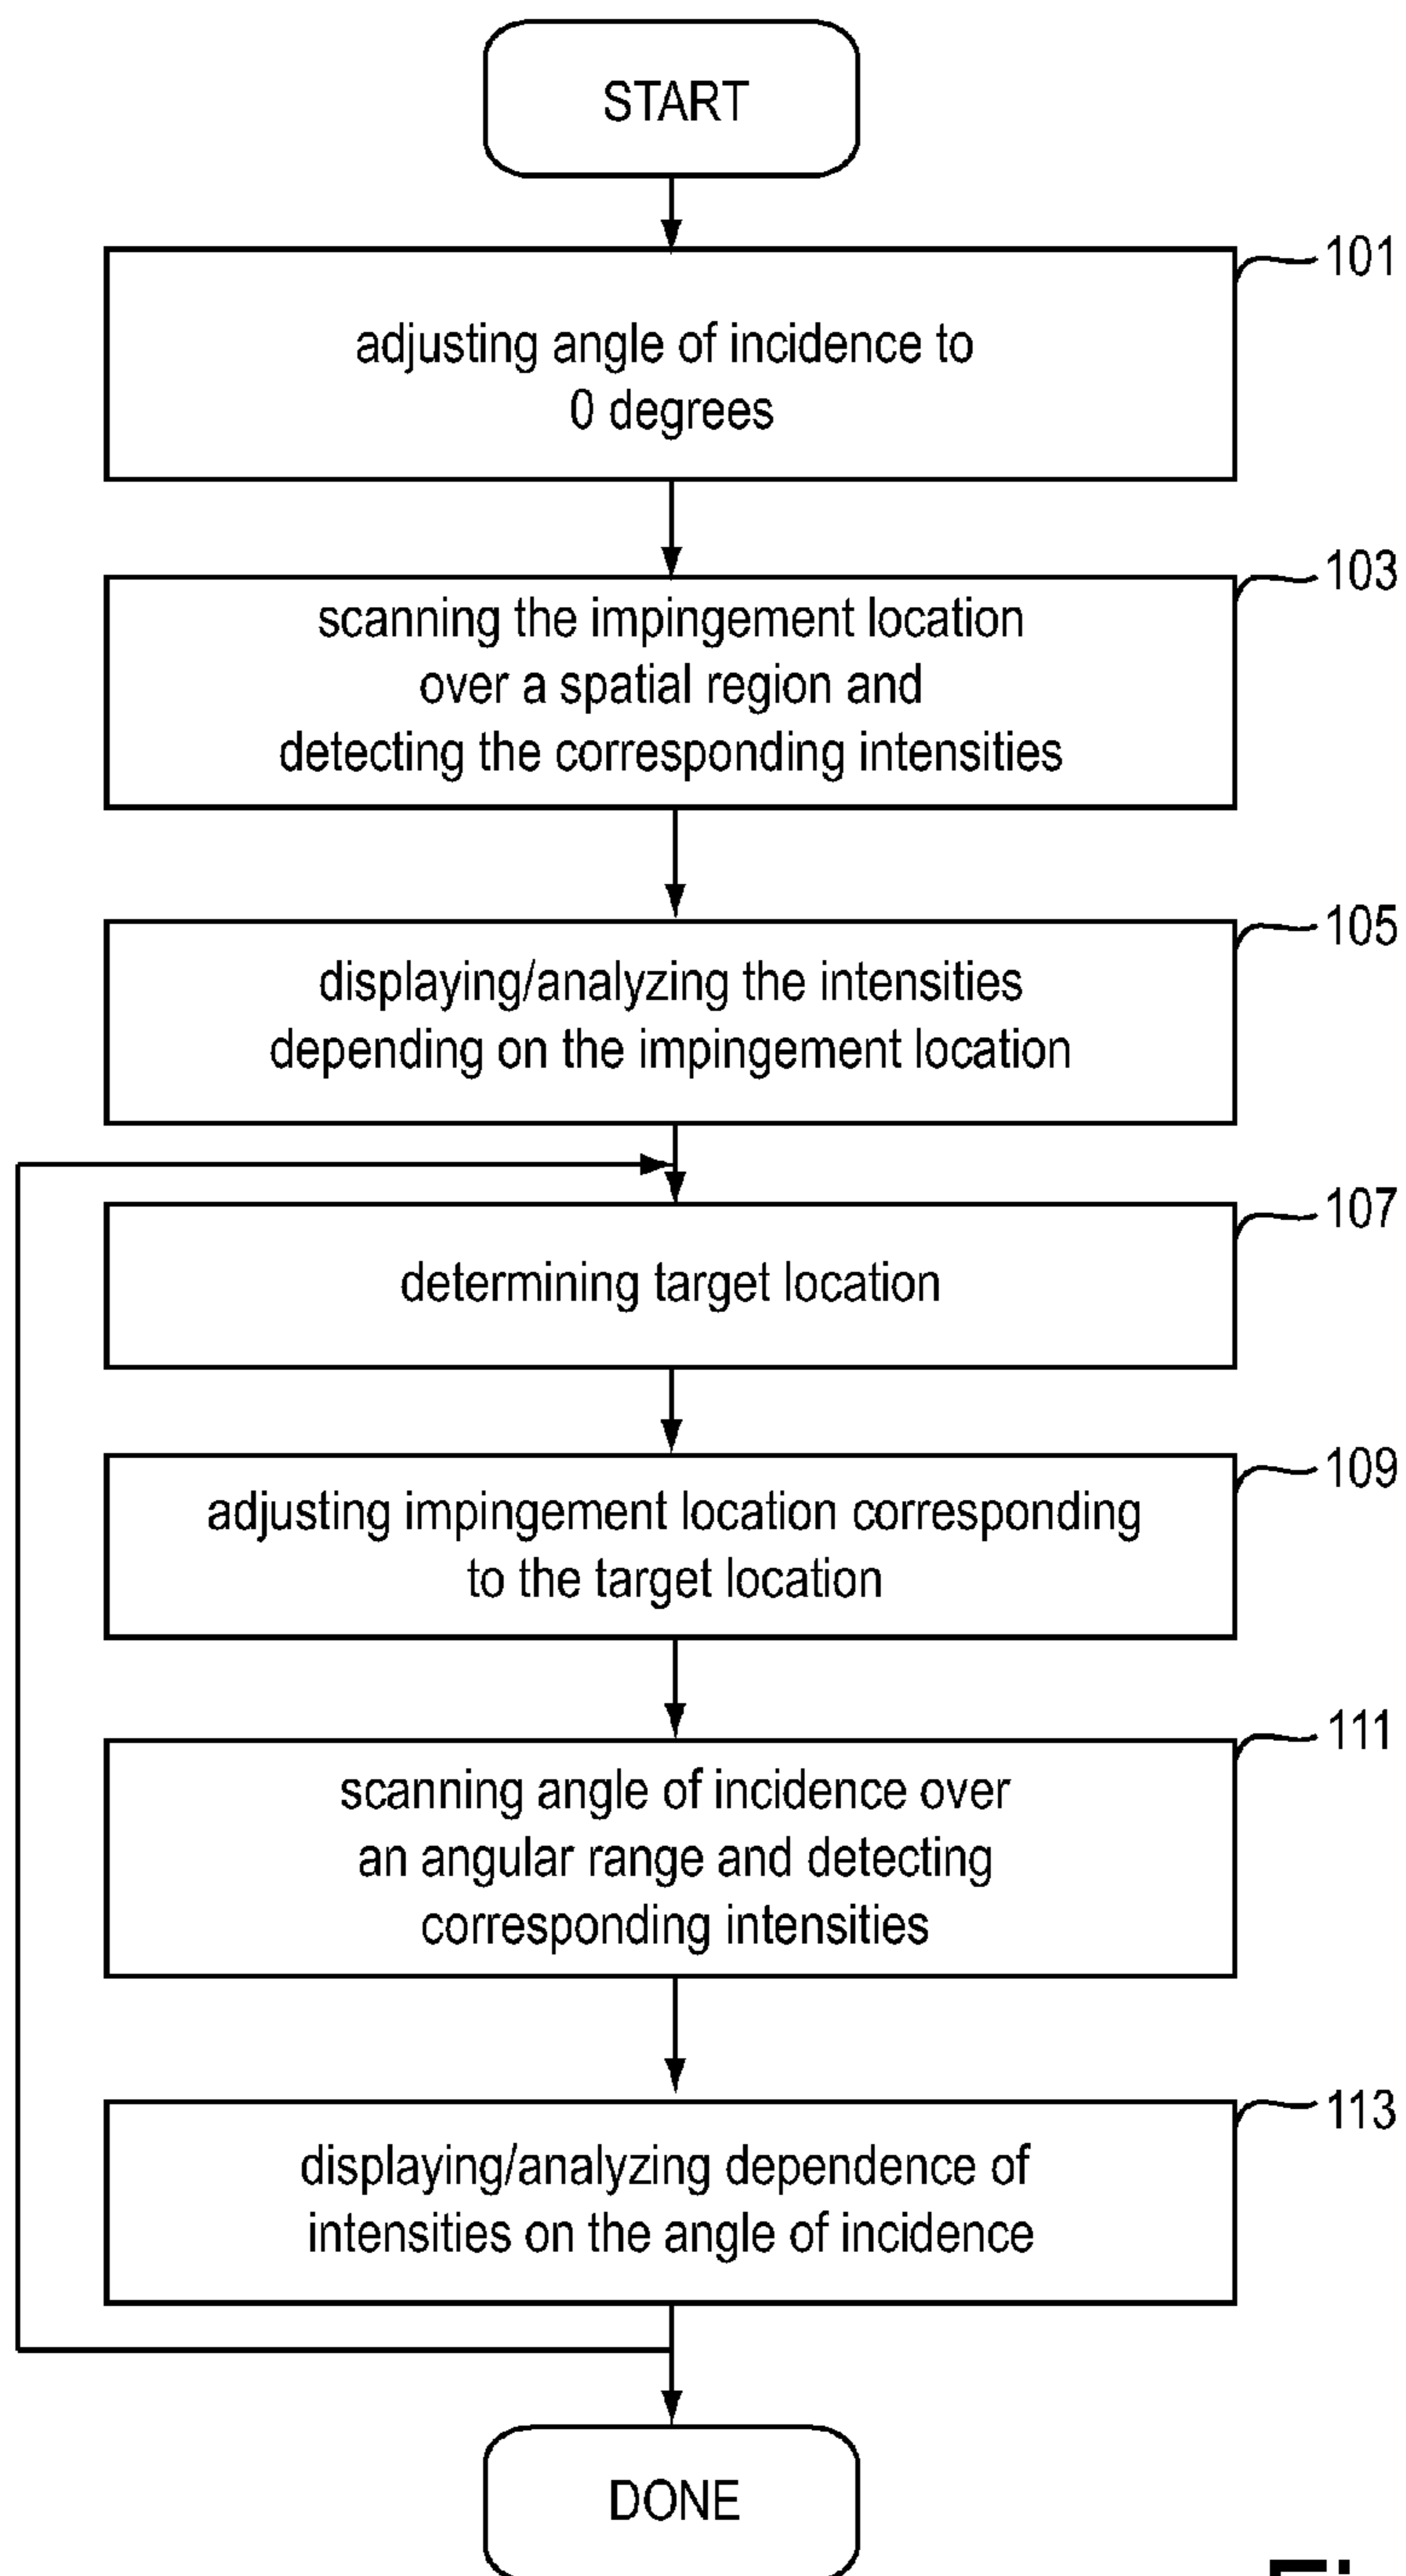 START
101
adjusting angle of incidence to
0 degrees
103
scanning the impingement location
over a spatial region and
detecting the corresponding intensities
105
displaying/analyzing the intensities
depending on the impingement location
107
determining target location
109
adjusting impingement location corresponding
to the target location
111
scanning angle of incidence over
an angular range and detecting
corresponding intensities
113
displaying/analyzing dependence of
intensities on the angle of incidence
DONE